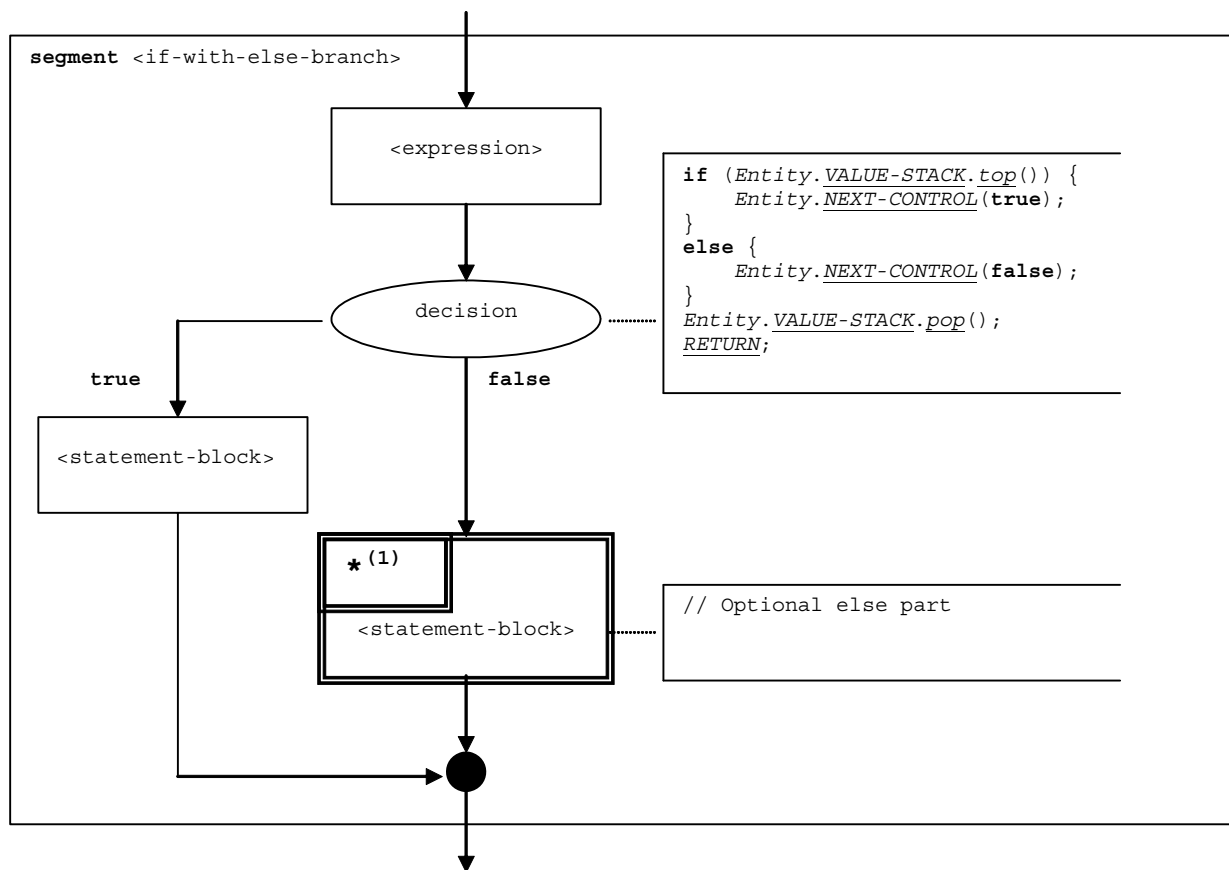 segment <if-with-else-branch>
<expression>
if (Entity.VALUE-STACK.top()) {
    Entity.NEXT-CONTROL(true);
}
else {
    Entity.NEXT-CONTROL(false);
}
Entity.VALUE-STACK.pop();
RETURN;
decision
true
false
<statement-block>
*(1)
<statement-block>
// Optional else part